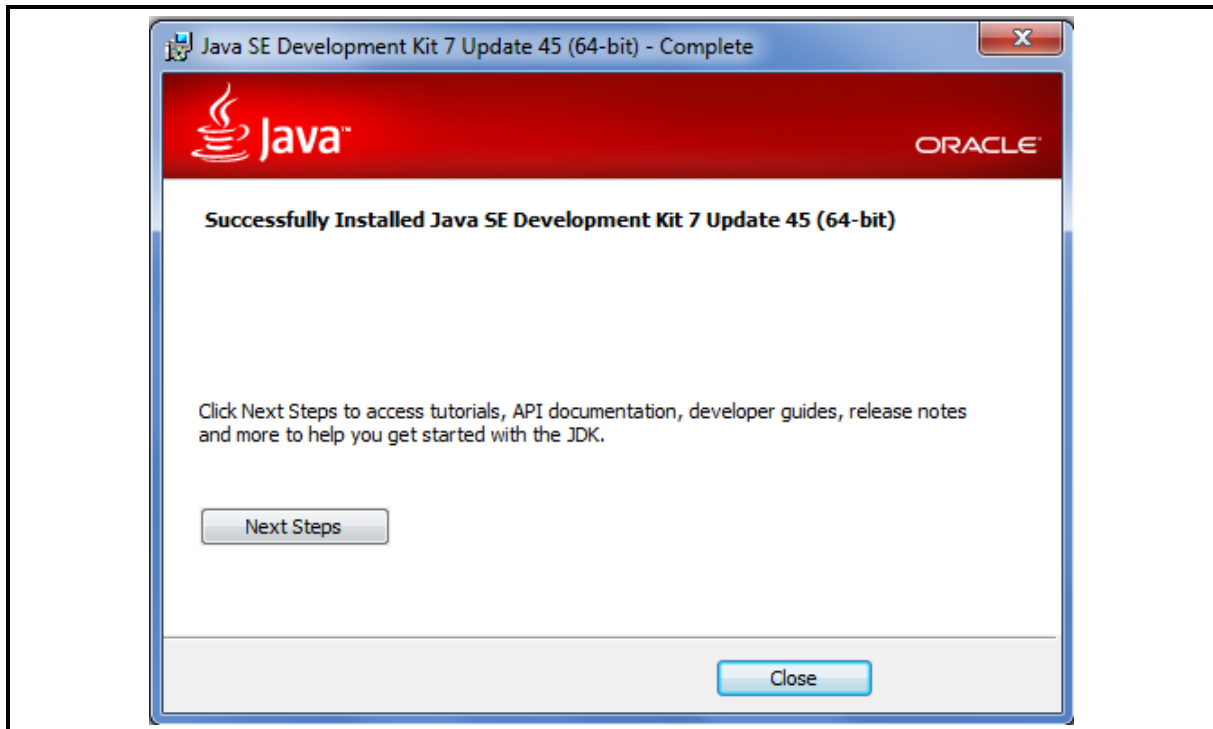 Java SE Development Kit 7 Update 45 (64-bit) - Complete
Java™
ORACLE
Successfully Installed Java SE Development Kit 7 Update 45 (64-bit)
Click Next Steps to access tutorials, API documentation, developer guides, release notes
and more to help you get started with the JDK.
Next Steps
Close